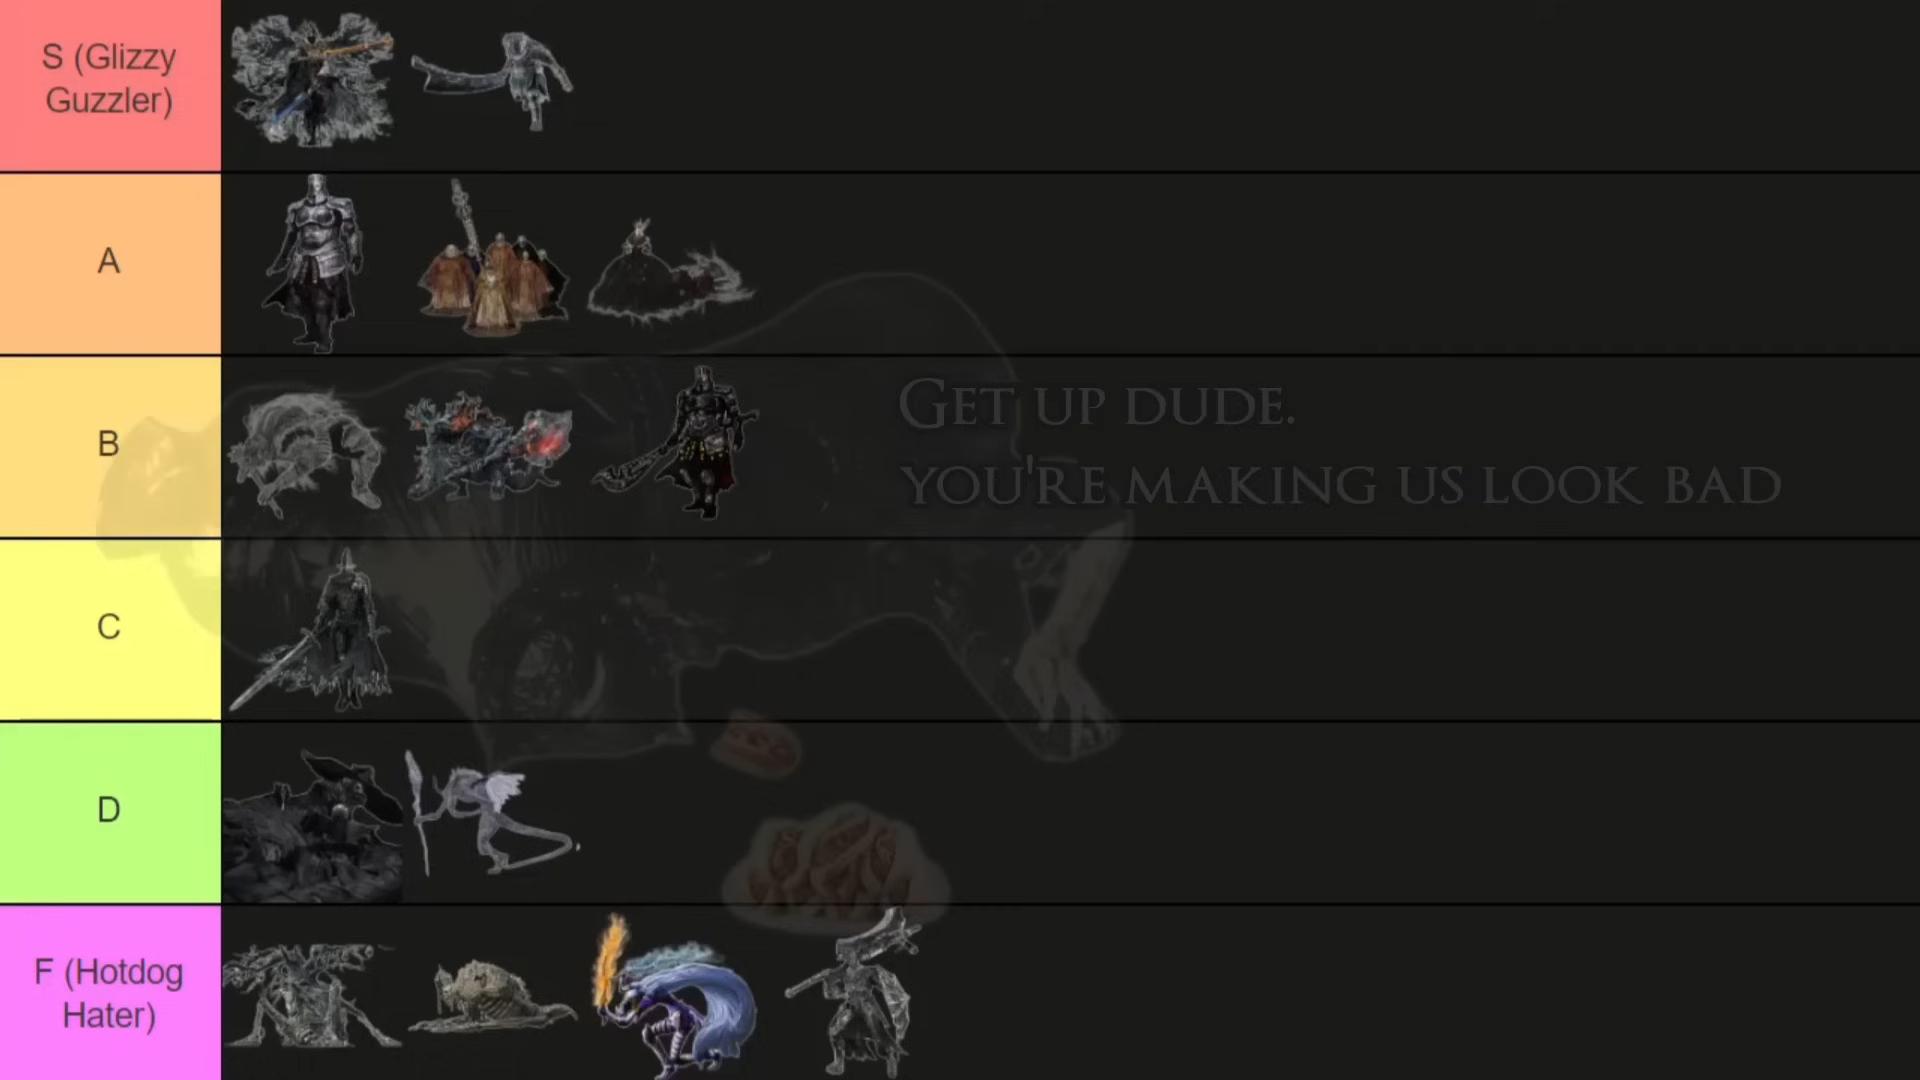 S (Glizzy
Guzzler)
A
B
GET UP DUDE.
YOU'RE MAKING US LOOK BAD
C
D
F (Hotdog
Hater)